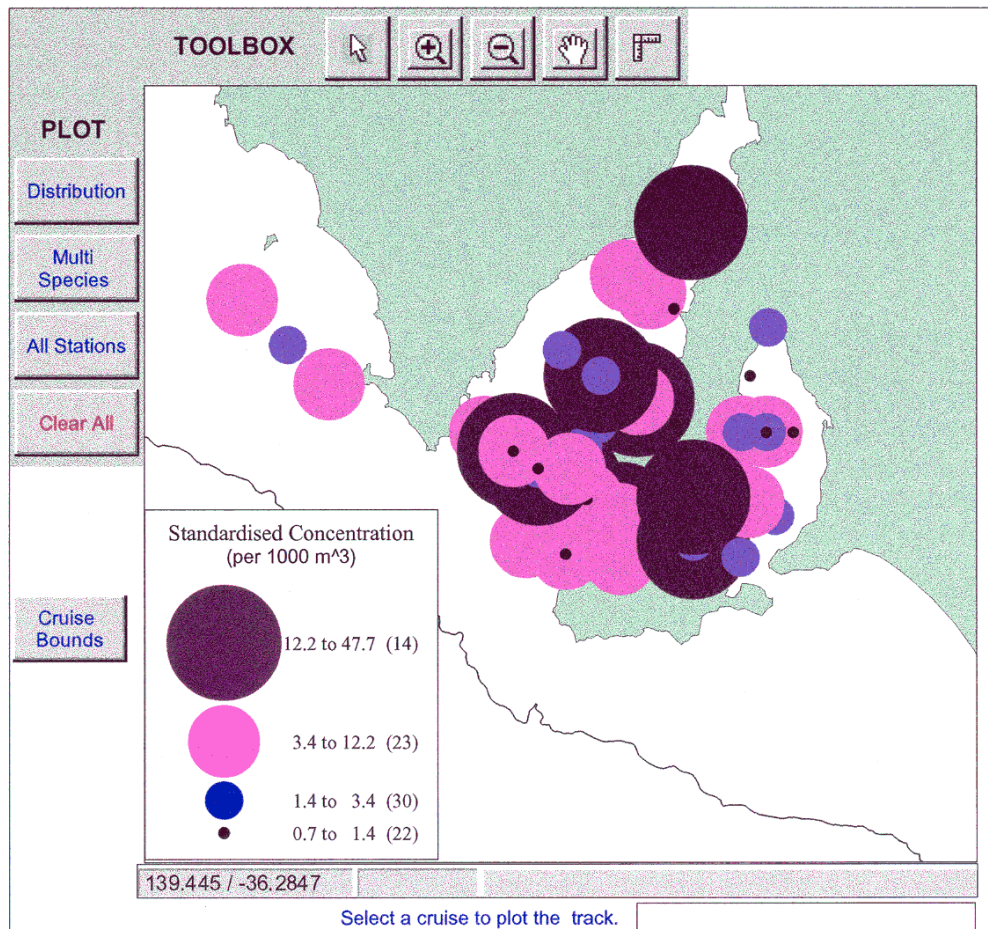 TOOLBOX
PLOT
Distribution
Multi
Species
All Stations
Clear All
Cruise
Bounds
Standardised Concentration
(per 1000 m^3)
12.2 to 47.7 (14)
3.4 to 12.2 (23)
1.4 to 3.4 (30)
0.7 to 1.4 (22)
139.445 / -36.2847
Select a cruise to plot the track.